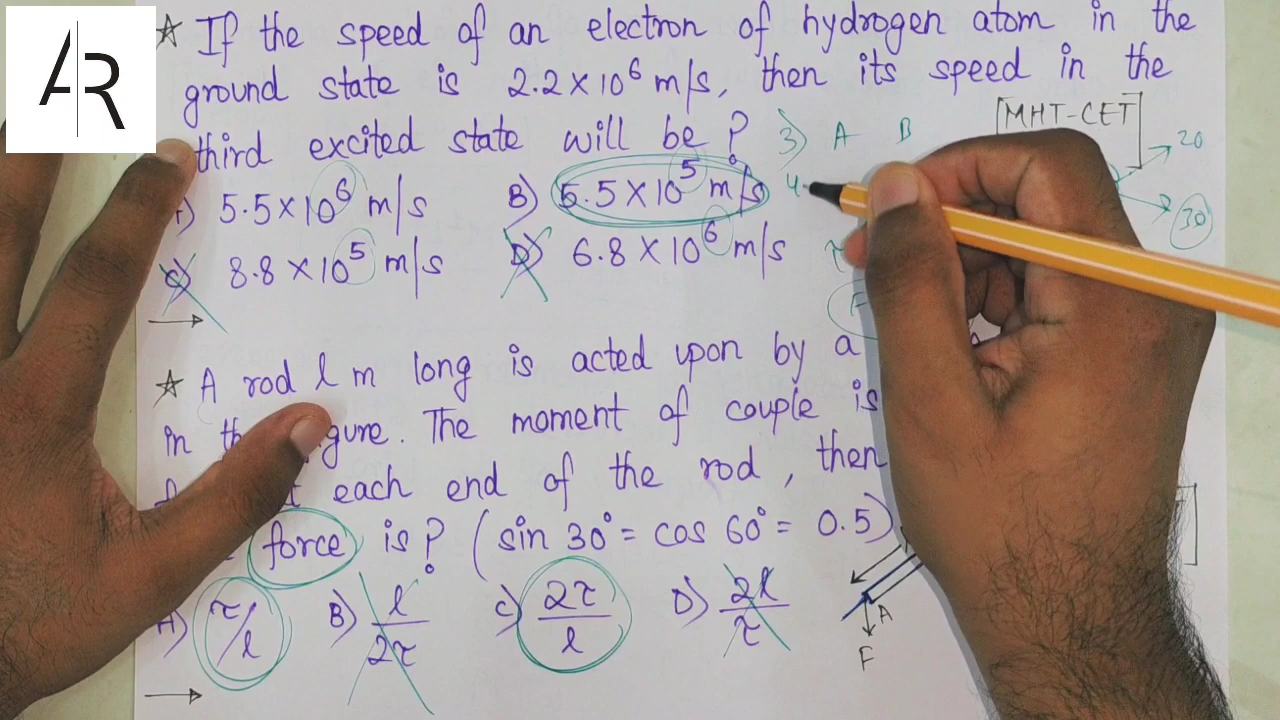 AR
☆ If the speed of an electron of hydrogen atom in the
ground state is 2.2 × 10⁶ m/s, then its speed in the
third excited state will be ?
[MHT-CET]
3) A B
20
30
A) 5.5 × 10⁶ m/s B) 5.5 × 10⁵ m/s
4
C) 8.8 × 10⁵ m/s D) 6.8 × 10⁶ m/s
τ
F
→
☆ A rod l m long is acted upon by a
in the figure. The moment of couple is
each end of the rod, then
force is ? (sin 30° = cos 60° = 0.5)
A) τ/l B) l/2τ C) 2τ/l D) 2l/τ
A
F
→